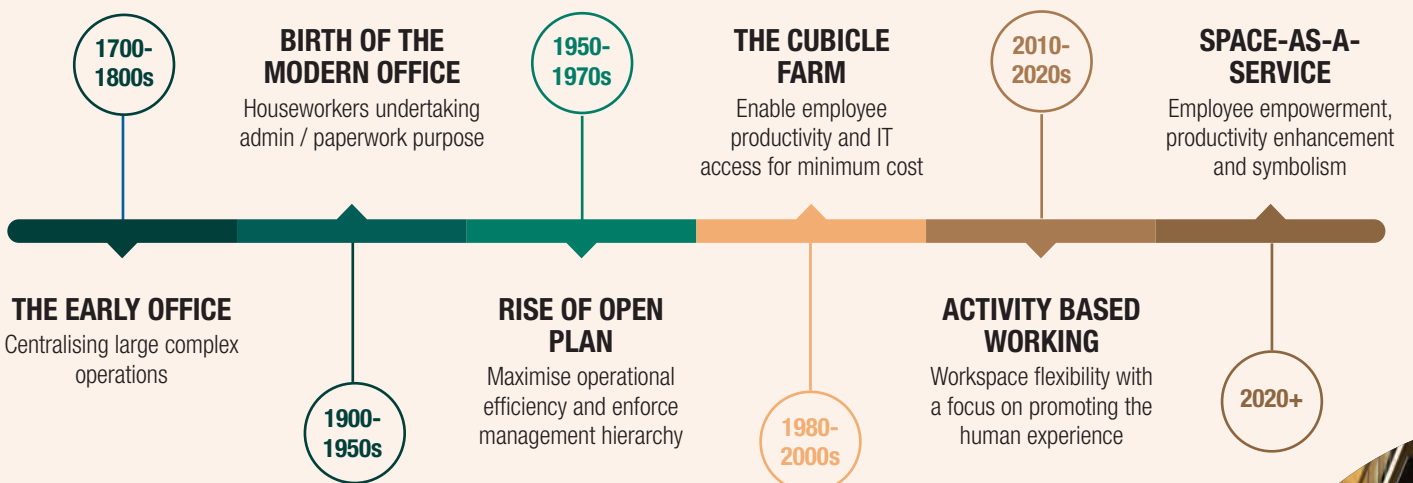 1700-
1800s
THE EARLY OFFICE
Centralising large complex
operations
BIRTH OF THE
MODERN OFFICE
Houseworkers undertaking
admin / paperwork purpose
1900-
1950s
1950-
1970s
RISE OF OPEN
PLAN
Maximise operational
efficiency and enforce
management hierarchy
THE CUBICLE
FARM
Enable employee
productivity and IT
access for minimum cost
1980-
2000s
2010-
2020s
ACTIVITY BASED
WORKING
Workspace flexibility with
a focus on promoting the
human experience
SPACE-AS-A-
SERVICE
Employee empowerment,
productivity enhancement
and symbolism
2020+